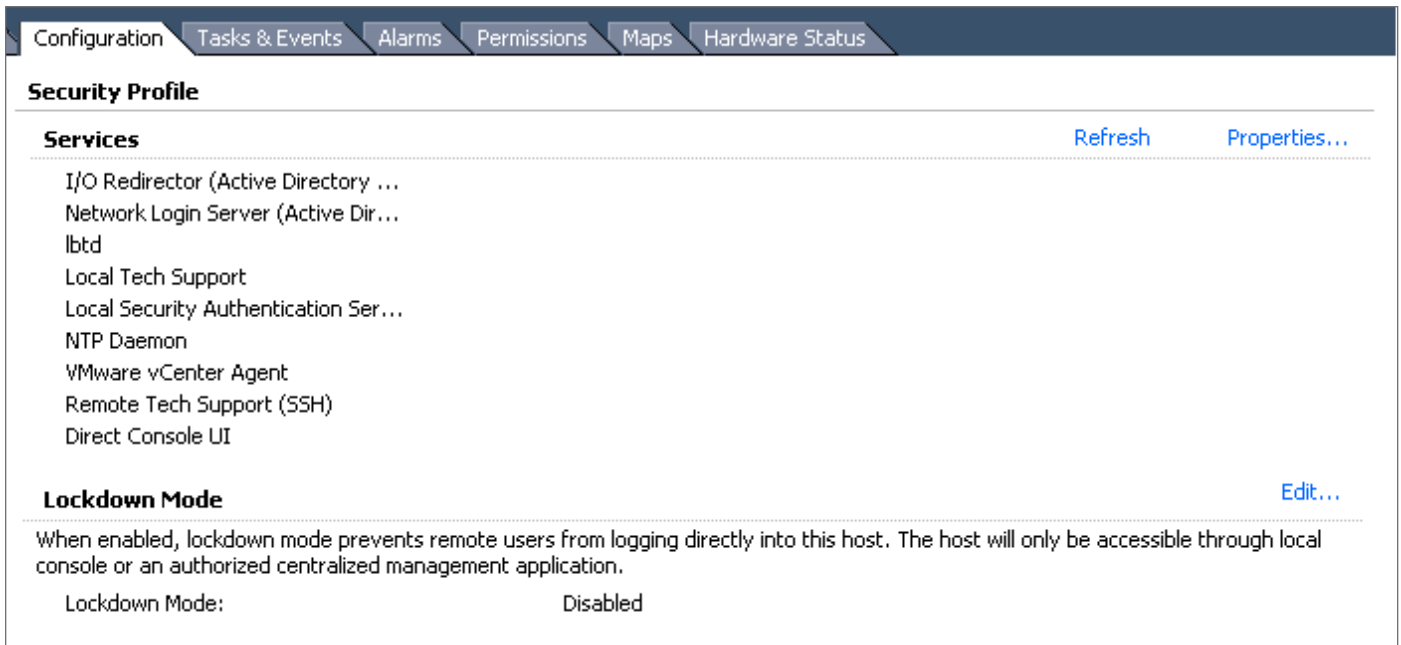 Configuration Tasks & Events Alarms Permissions Maps Hardware Status
Security Profile
Services Refresh Properties...
I/O Redirector (Active Directory ...
Network Login Server (Active Dir...
lbtd
Local Tech Support
Local Security Authentication Ser...
NTP Daemon
VMware vCenter Agent
Remote Tech Support (SSH)
Direct Console UI
Lockdown Mode Edit...
When enabled, lockdown mode prevents remote users from logging directly into this host. The host will only be accessible through local
console or an authorized centralized management application.
Lockdown Mode: Disabled